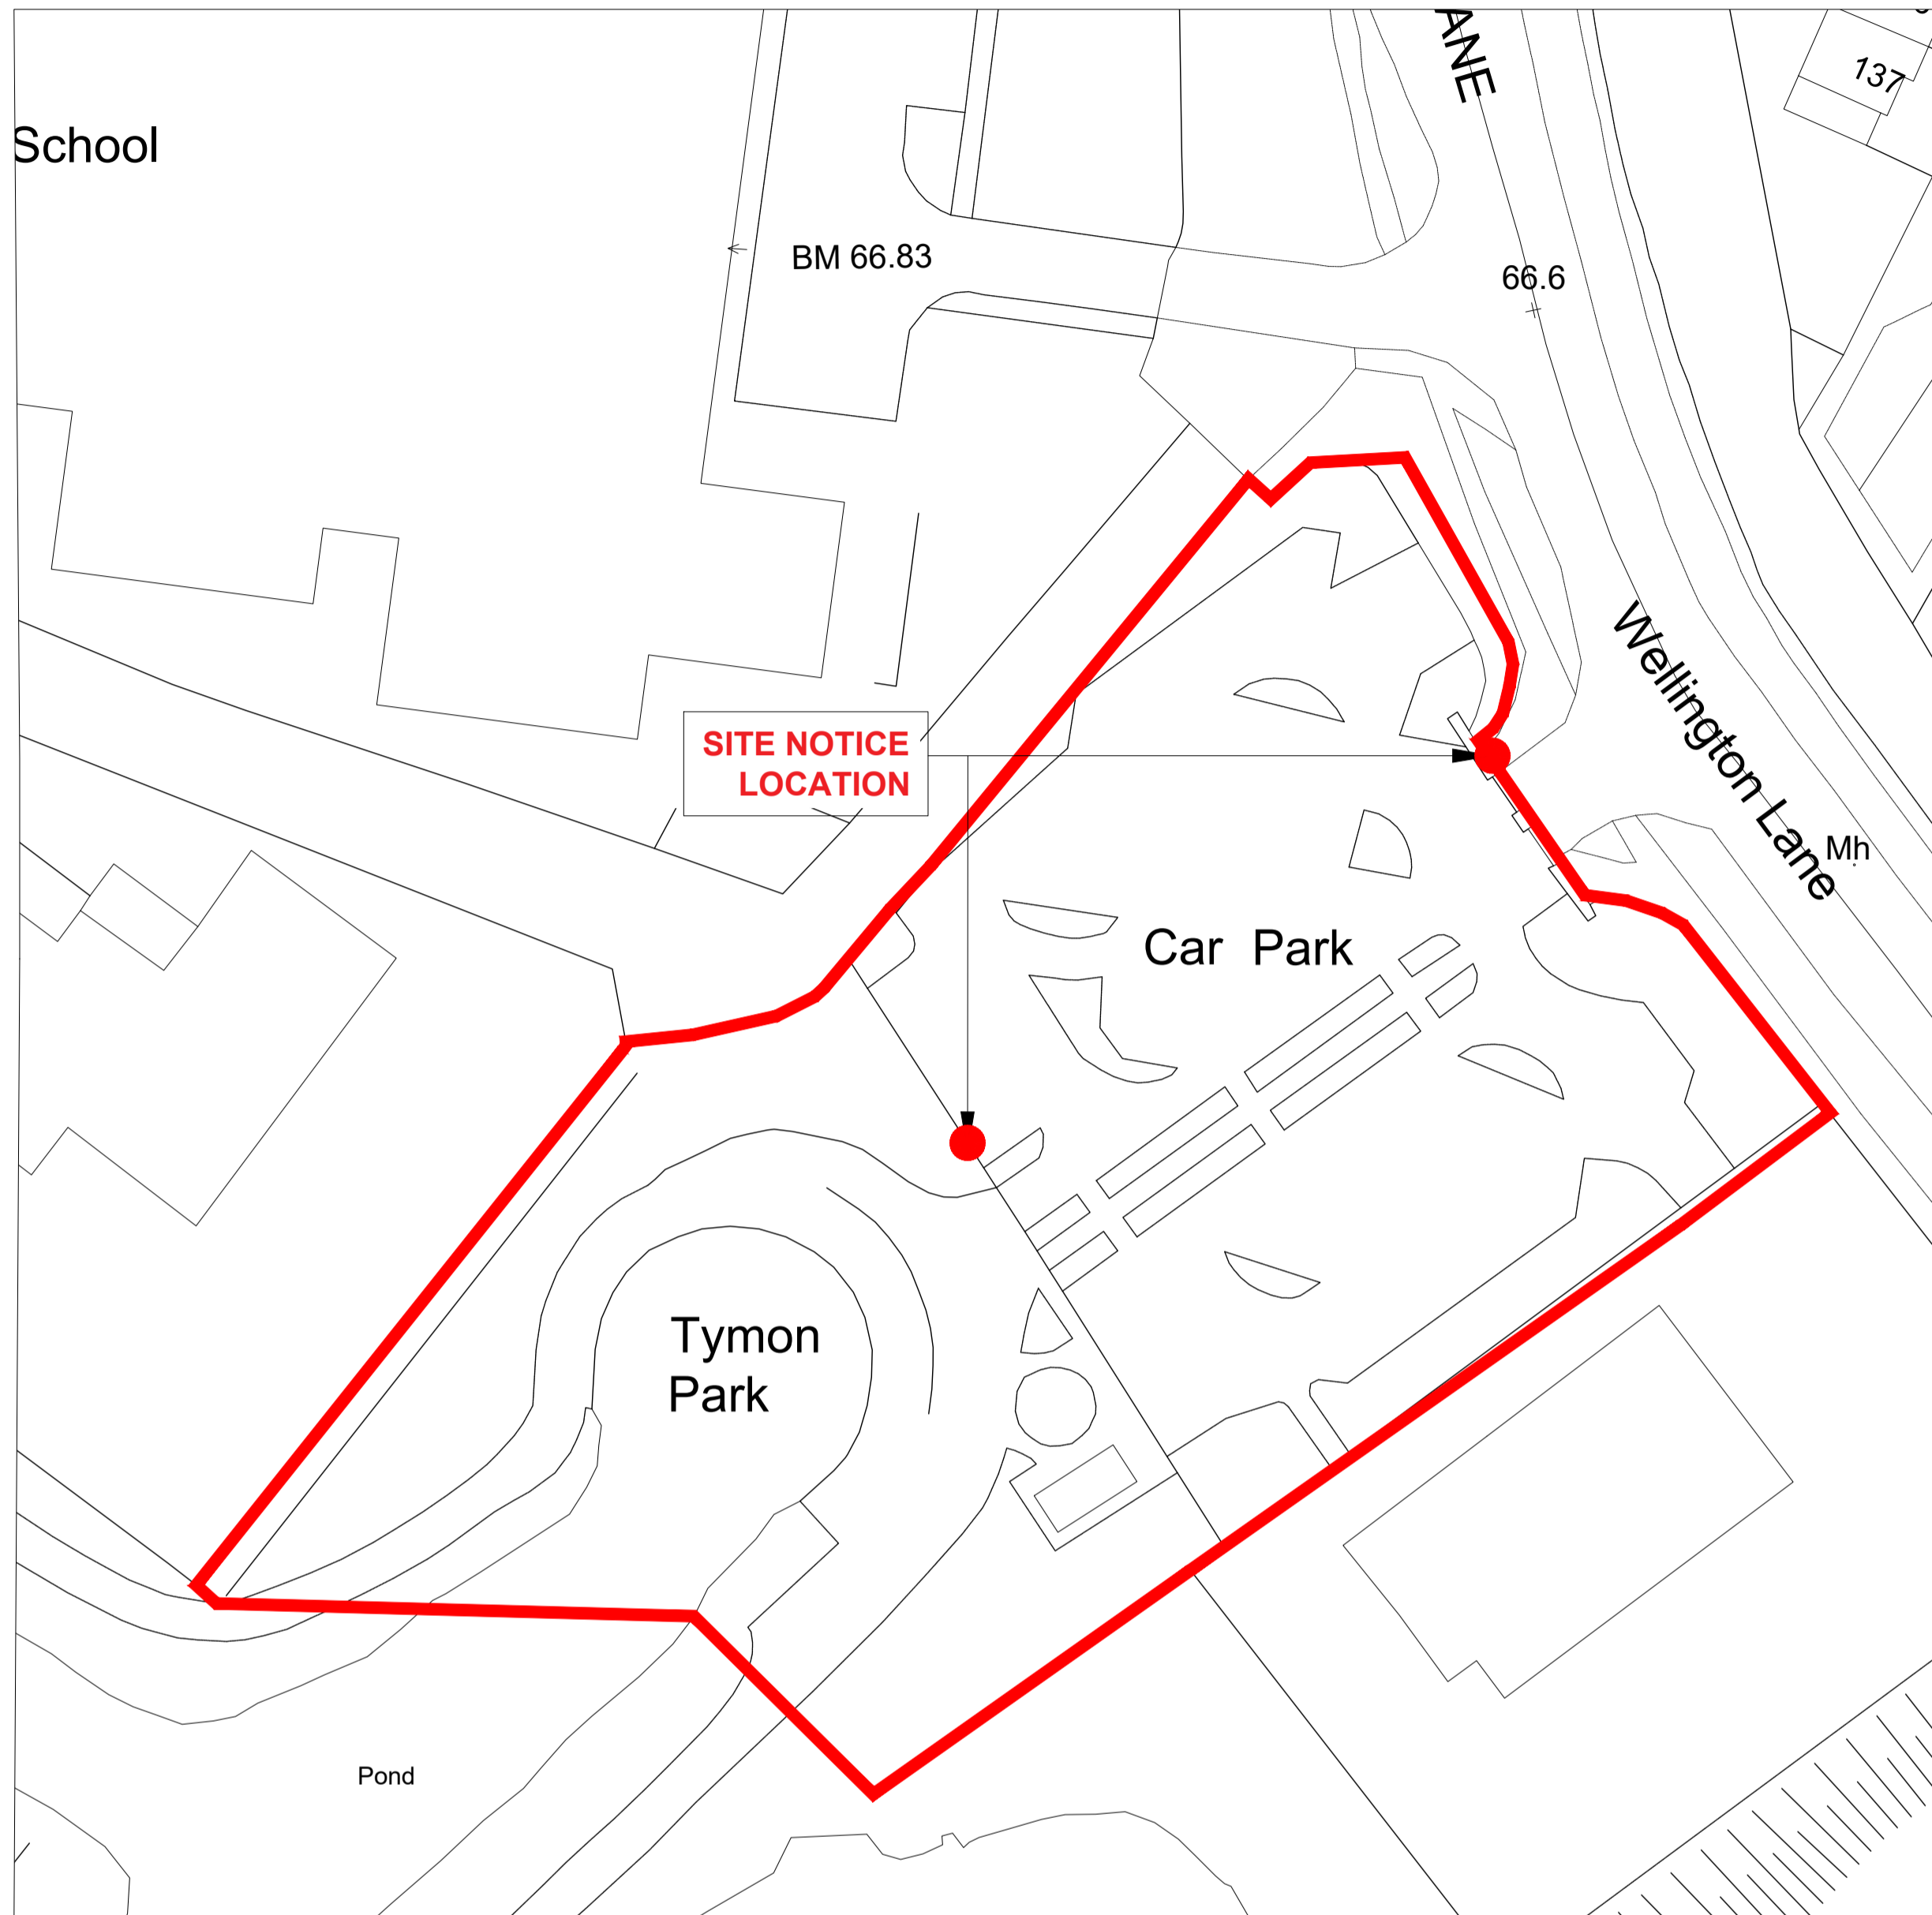 ANE
137
School
BM 66.83
66.6
Wellington Lane
SITE NOTICE
LOCATION
Mh
Car Park
Tymon
Park
Pond